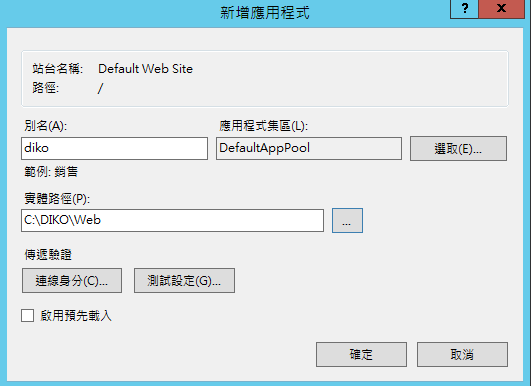 新增應用程式
?
x
站台名稱: Default Web Site
路徑: /
別名(A): 應用程式集區(L):
diko DefaultAppPool 選取(E)...
範例: 銷售
實體路徑(P):
C:\DIKO\Web ...
傳遞驗證
連線身分(C)... 測試設定(G)...
啟用預先載入
確定 取消